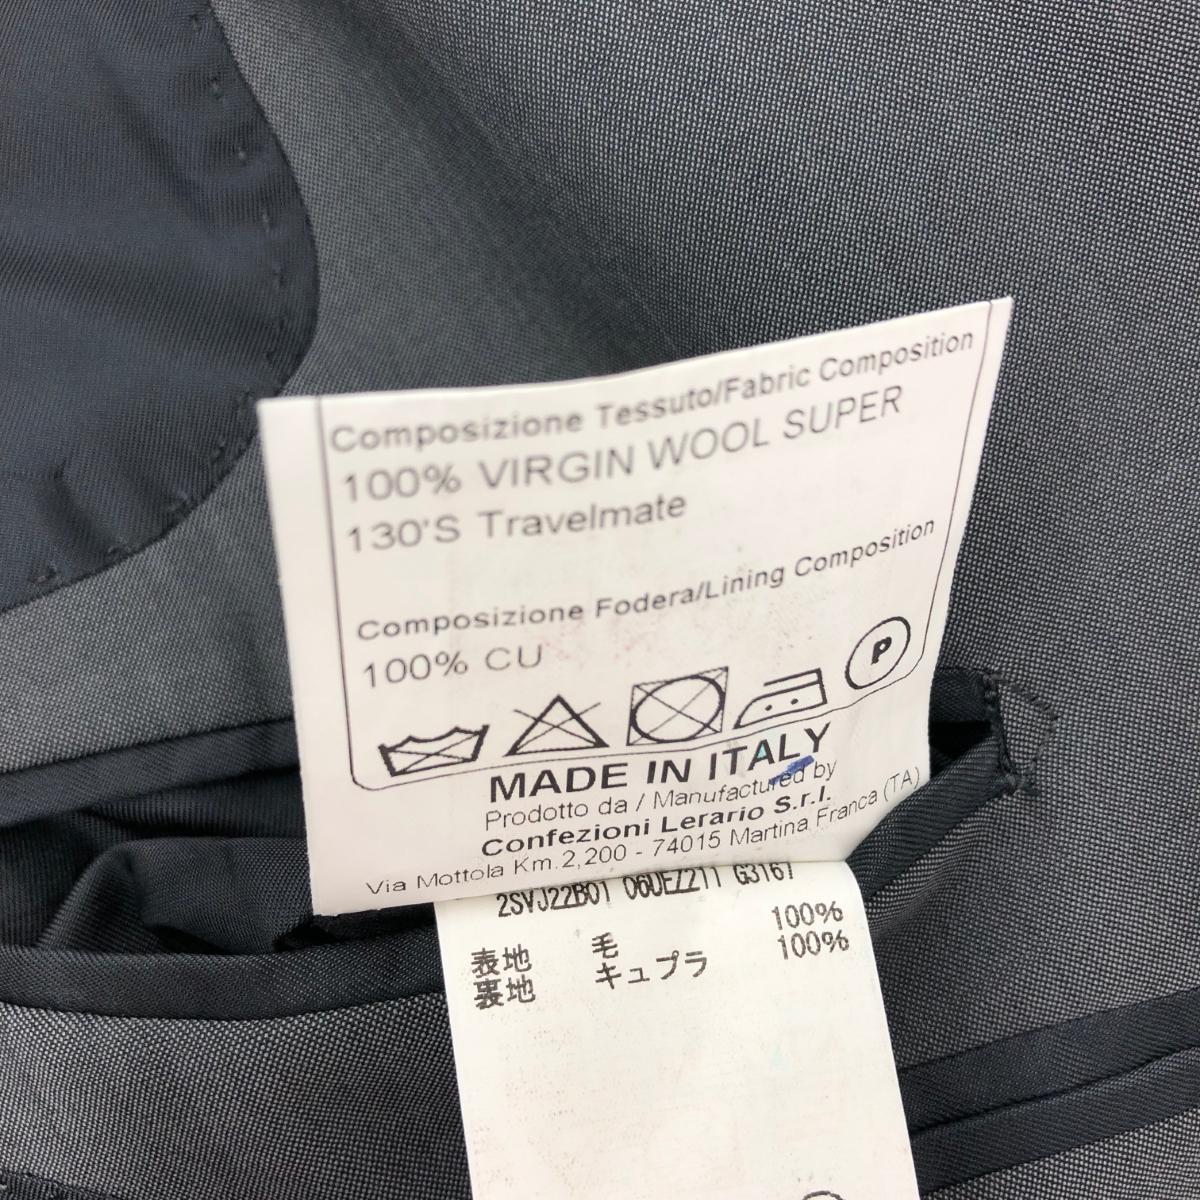 Composizione Tessuto/Fabric Composition
100% VIRGIN WOOL SUPER
130'S Travelmate
Composizione Fodera/Lining Composition
100% CU
P
MADE IN ITALY
Prodotto da / Manufactured by
Confezioni Lerario S.r.l.
Via Mottola Km.2,200 - 74015 Martina Franca (TA)
2SVJ22B01 06UEZ211 G3167
表地 毛 100%
裏地 キュプラ 100%